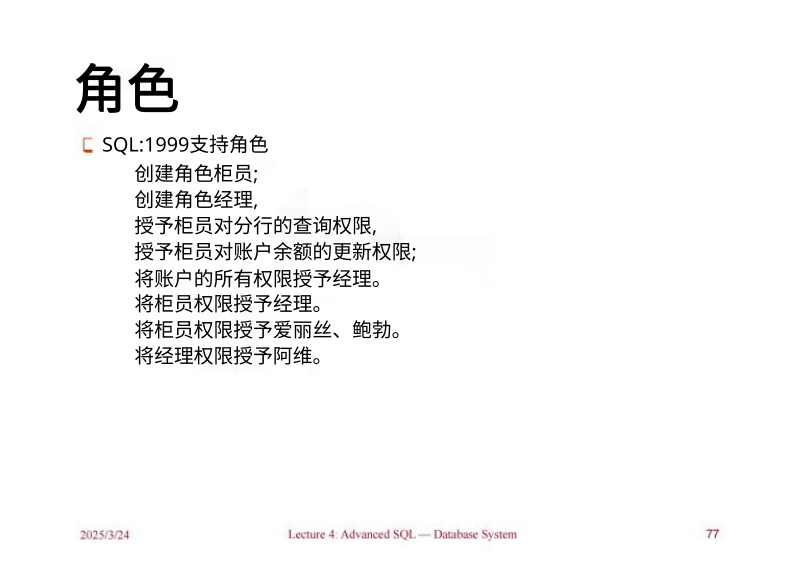 角色
SQL:1999支持角色
创建角色柜员;
创建角色经理,
授予柜员对分行的查询权限,
授予柜员对账户余额的更新权限;
将账户的所有权限授予经理。
将柜员权限授予经理。
将柜员权限授予爱丽丝、鲍勃。
将经理权限授予阿维。
2025/3/24 Lecture 4: Advanced SQL — Database System 77